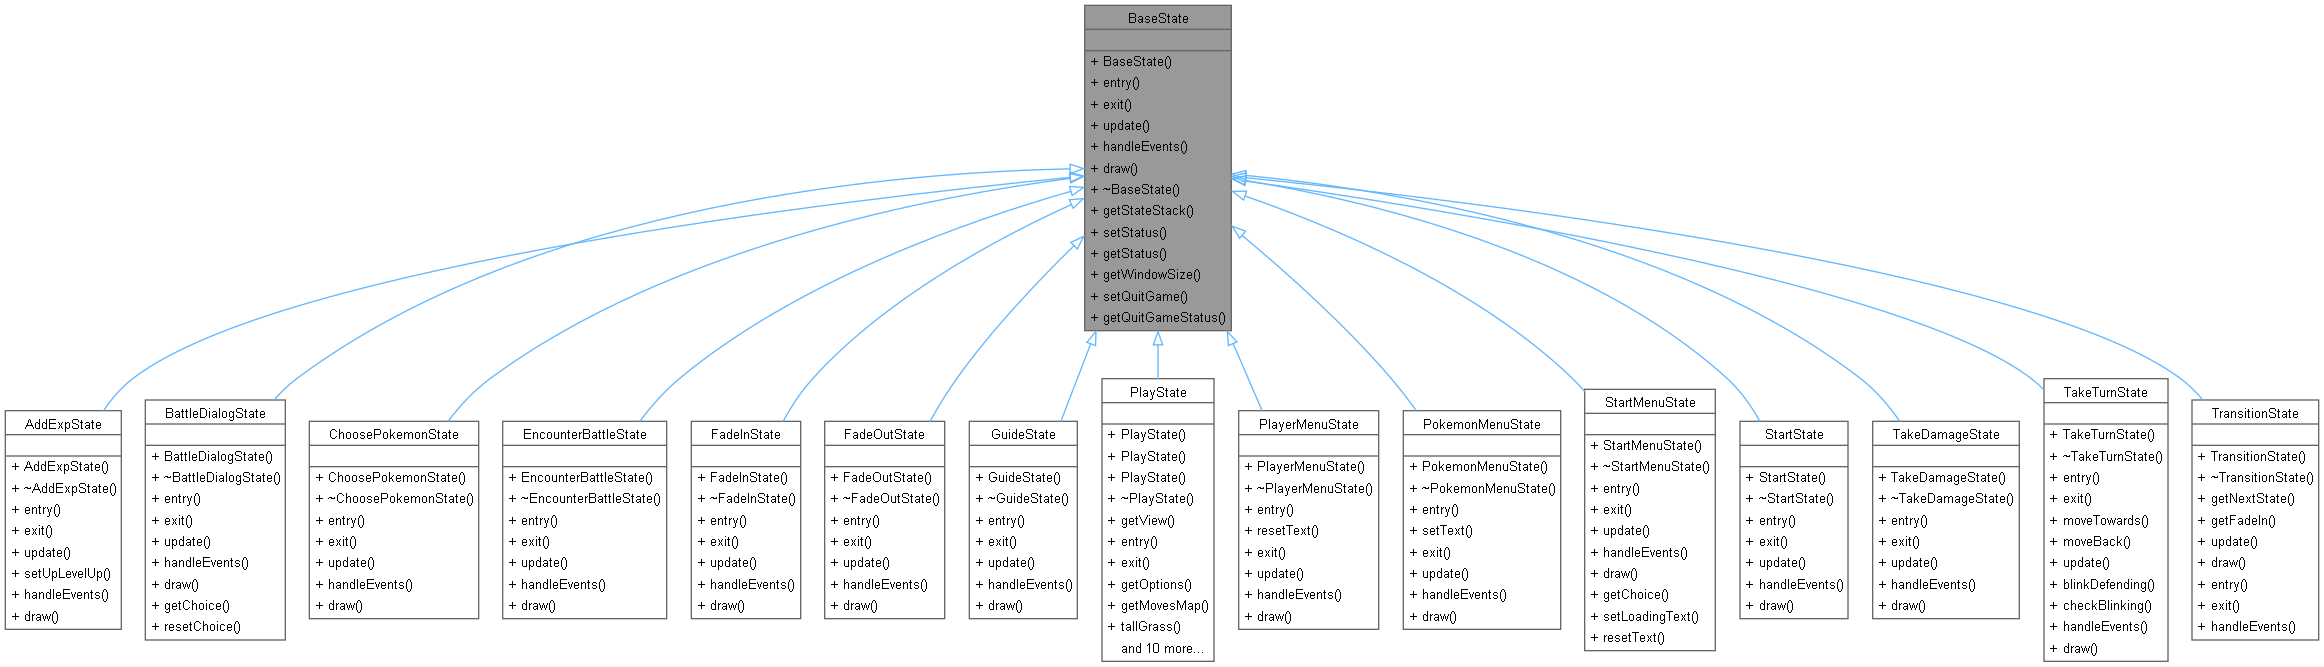 BaseState
+ BaseState()
+ entry()
+ exit()
+ update()
+ handleEvents()
+ draw()
+ ~BaseState()
+ getStateStack()
+ setStatus()
+ getStatus()
+ getWindowSize()
+ setQuitGame()
+ getQuitGameStatus()
AddExpState
+ AddExpState()
+ ~AddExpState()
+ entry()
+ exit()
+ update()
+ setUpLevelUp()
+ handleEvents()
+ draw()
BattleDialogState
+ BattleDialogState()
+ ~BattleDialogState()
+ entry()
+ exit()
+ update()
+ handleEvents()
+ draw()
+ getChoice()
+ resetChoice()
ChoosePokemonState
+ ChoosePokemonState()
+ ~ChoosePokemonState()
+ entry()
+ exit()
+ update()
+ handleEvents()
+ draw()
EncounterBattleState
+ EncounterBattleState()
+ ~EncounterBattleState()
+ entry()
+ exit()
+ update()
+ handleEvents()
+ draw()
FadeInState
+ FadeInState()
+ ~FadeInState()
+ entry()
+ exit()
+ update()
+ handleEvents()
+ draw()
FadeOutState
+ FadeOutState()
+ ~FadeOutState()
+ entry()
+ exit()
+ update()
+ handleEvents()
+ draw()
GuideState
+ GuideState()
+ ~GuideState()
+ entry()
+ exit()
+ update()
+ handleEvents()
+ draw()
PlayState
+ PlayState()
+ PlayState()
+ PlayState()
+ ~PlayState()
+ getView()
+ entry()
+ exit()
+ getOptions()
+ getMovesMap()
+ tallGrass()
and 10 more...
PlayerMenuState
+ PlayerMenuState()
+ ~PlayerMenuState()
+ entry()
+ resetText()
+ exit()
+ update()
+ handleEvents()
+ draw()
PokemonMenuState
+ PokemonMenuState()
+ ~PokemonMenuState()
+ entry()
+ setText()
+ exit()
+ update()
+ handleEvents()
+ draw()
StartMenuState
+ StartMenuState()
+ ~StartMenuState()
+ entry()
+ exit()
+ update()
+ handleEvents()
+ draw()
+ getChoice()
+ setLoadingText()
+ resetText()
StartState
+ StartState()
+ ~StartState()
+ entry()
+ exit()
+ update()
+ handleEvents()
+ draw()
TakeDamageState
+ TakeDamageState()
+ ~TakeDamageState()
+ entry()
+ exit()
+ update()
+ handleEvents()
+ draw()
TakeTurnState
+ TakeTurnState()
+ ~TakeTurnState()
+ entry()
+ exit()
+ moveTowards()
+ moveBack()
+ update()
+ blinkDefending()
+ checkBlinking()
+ handleEvents()
+ draw()
TransitionState
+ TransitionState()
+ ~TransitionState()
+ getNextState()
+ getFadeIn()
+ update()
+ draw()
+ entry()
+ exit()
+ handleEvents()